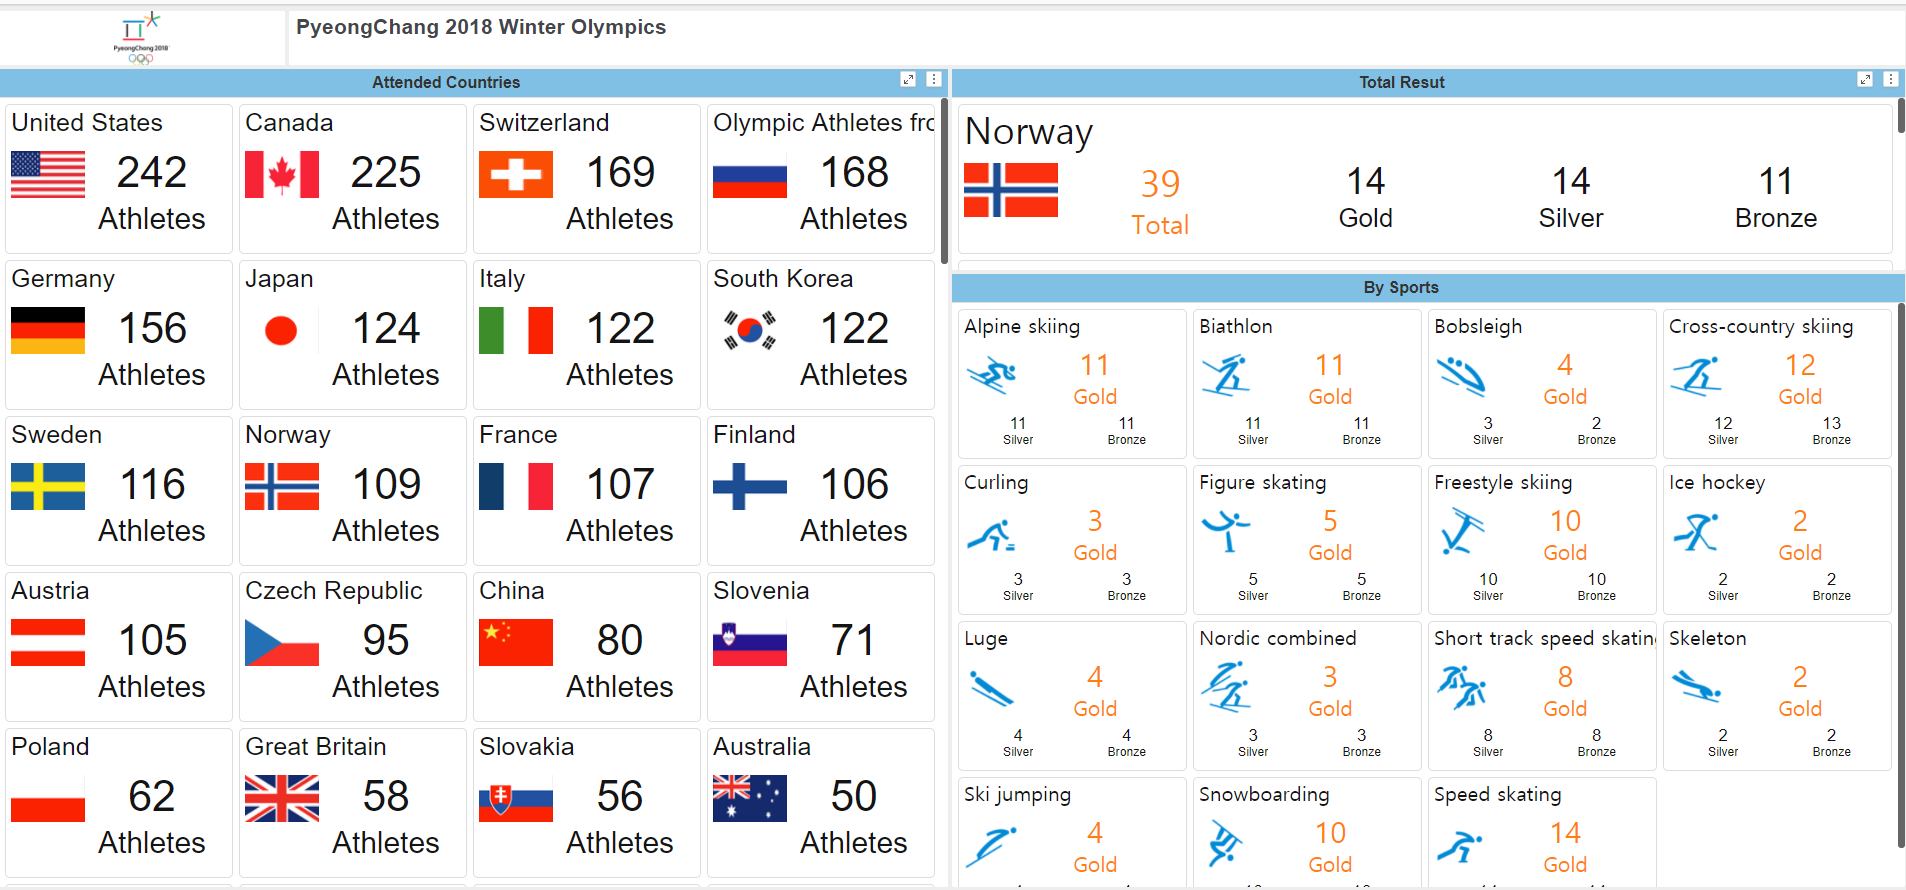 PyeongChang 2018
PyeongChang 2018 Winter Olympics
Attended Countries
United States
242
Athletes
Canada
225
Athletes
Switzerland
169
Athletes
Olympic Athletes fro
168
Athletes
Germany
156
Athletes
Japan
124
Athletes
Italy
122
Athletes
South Korea
122
Athletes
Sweden
116
Athletes
Norway
109
Athletes
France
107
Athletes
Finland
106
Athletes
Austria
105
Athletes
Czech Republic
95
Athletes
China
80
Athletes
Slovenia
71
Athletes
Poland
62
Athletes
Great Britain
58
Athletes
Slovakia
56
Athletes
Australia
50
Athletes
Total Resut
Norway
39
Total
14
Gold
14
Silver
11
Bronze
By Sports
Alpine skiing
11
Gold
11
Silver
11
Bronze
Biathlon
11
Gold
11
Silver
11
Bronze
Bobsleigh
4
Gold
3
Silver
2
Bronze
Cross-country skiing
12
Gold
12
Silver
13
Bronze
Curling
3
Gold
3
Silver
3
Bronze
Figure skating
5
Gold
5
Silver
5
Bronze
Freestyle skiing
10
Gold
10
Silver
10
Bronze
Ice hockey
2
Gold
2
Silver
2
Bronze
Luge
4
Gold
4
Silver
4
Bronze
Nordic combined
3
Gold
3
Silver
3
Bronze
Short track speed skatin
8
Gold
8
Silver
8
Bronze
Skeleton
2
Gold
2
Silver
2
Bronze
Ski jumping
4
Gold
Snowboarding
10
Gold
Speed skating
14
Gold